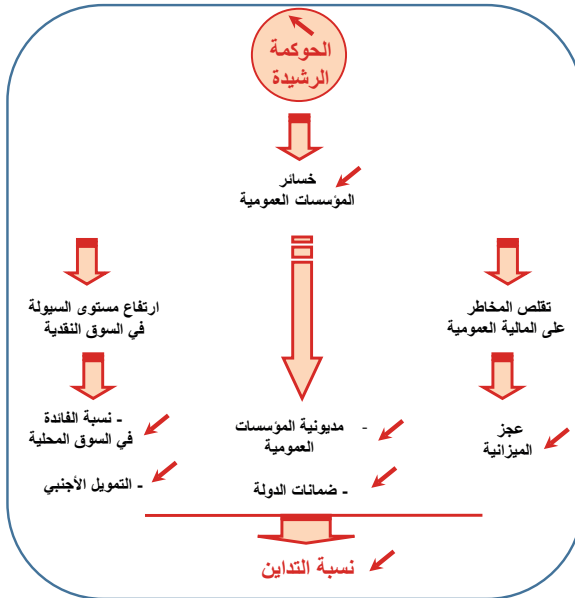 الحوكمة
الرشيدة
خسائر
المؤسسات العمومية
تقلص المخاطر
على المالية العمومية
ارتفاع مستوى السيولة
في السوق النقدية
عجز
الميزانية
- مديونية المؤسسات
العمومية
- ضمانات الدولة
- نسبة الفائدة
في السوق المحلية
- التمويل الأجنبي
نسبة التداين